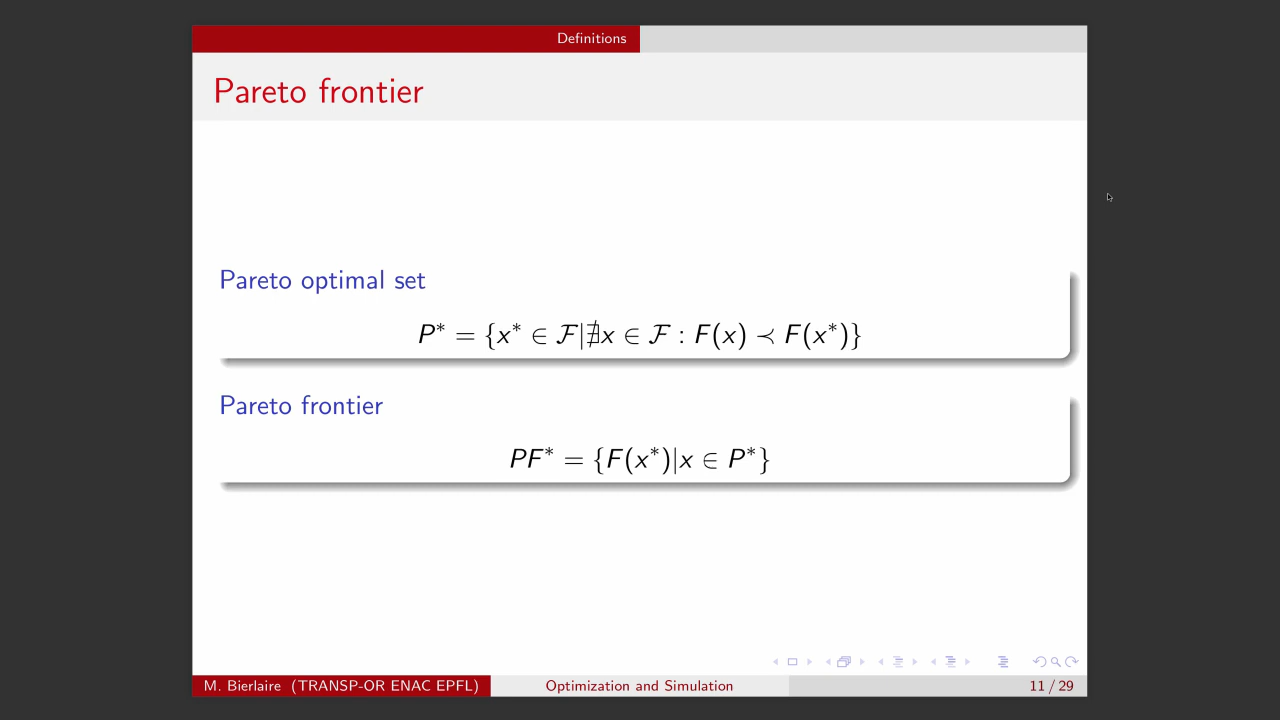 Definitions
Pareto frontier
Pareto optimal set
P* = {x* ∈ ℱ|∄x ∈ ℱ : F(x) ≺ F(x*)}
Pareto frontier
PF* = {F(x*)|x ∈ P*}
M. Bierlaire (TRANSP-OR ENAC EPFL) Optimization and Simulation 11 / 29